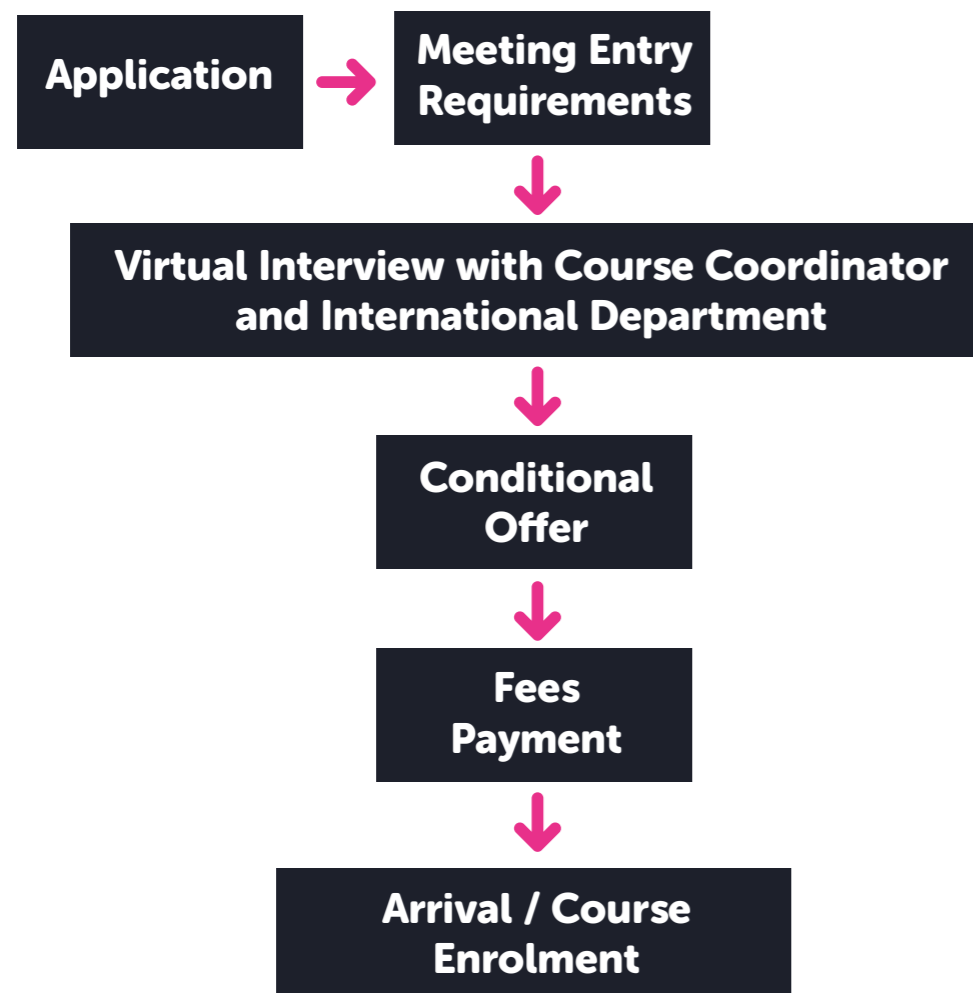 Application
Meeting Entry
Requirements
Virtual Interview with Course Coordinator
and International Department
Conditional
Offer
Fees
Payment
Arrival / Course
Enrolment